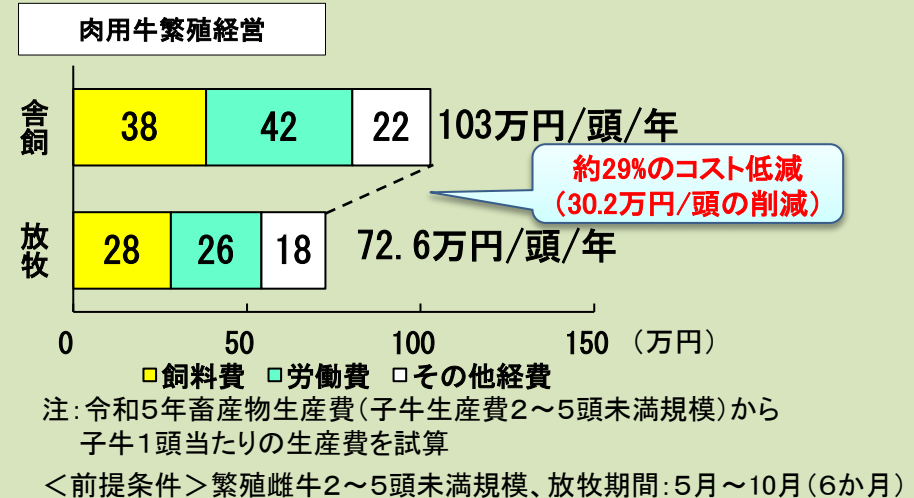 肉用牛繁殖経営
舎飼
38 42 22 103万円/頭/年
約29%のコスト低減
(30.2万円/頭の削減)
放牧
28 26 18 72.6万円/頭/年
0 50 100 150 (万円)
飼料費 労働費 その他経費
注:令和5年畜産物生産費(子牛生産費2~5頭未満規模)から
子牛1頭当たりの生産費を試算
<前提条件>繁殖雌牛2~5頭未満規模、放牧期間:5月~10月(6か月)